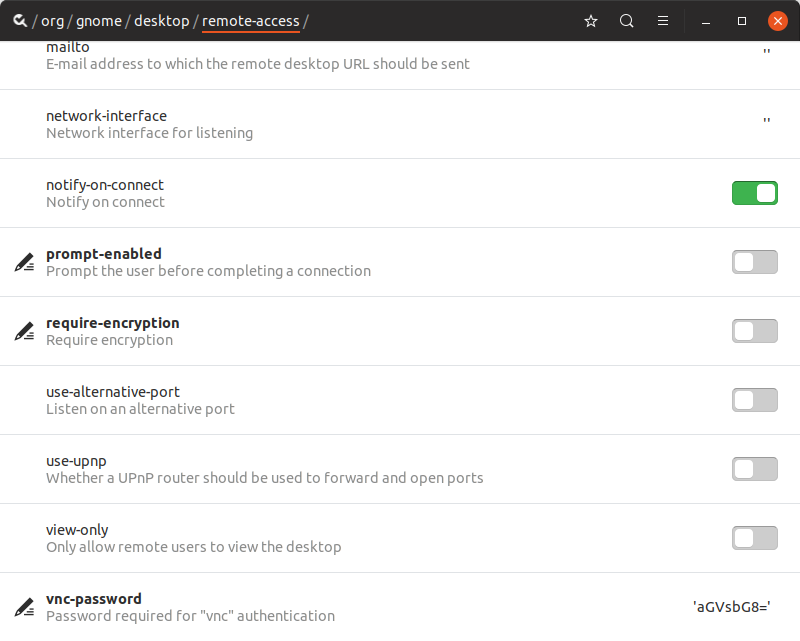 / org / gnome / desktop / remote-access /
mailto
E-mail address to which the remote desktop URL should be sent
''
network-interface
Network interface for listening
''
notify-on-connect
Notify on connect
prompt-enabled
Prompt the user before completing a connection
require-encryption
Require encryption
use-alternative-port
Listen on an alternative port
use-upnp
Whether a UPnP router should be used to forward and open ports
view-only
Only allow remote users to view the desktop
vnc-password
Password required for "vnc" authentication
'aGVsbG8='